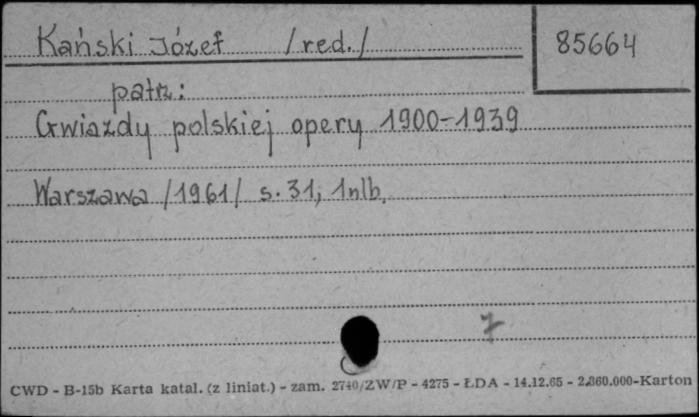 Kański Józef /red./
85664
patrz:
Gwiazdy polskiej opery 1900-1939
Warszawa /1961/ s. 31, 1nlb,
7
CWD - B-15b Karta katal. (z liniat.) - zam. 2740/ZW/P - 4275 - ŁDA - 14.12.65 - 2.860.000-Karton